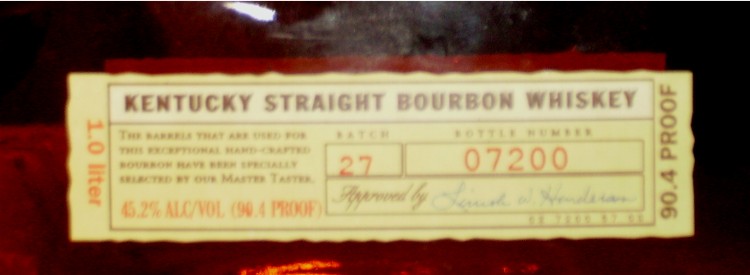 KENTUCKY STRAIGHT BOURBON WHISKEY
1.0 liter
THE BARRELS THAT ARE USED FOR
THIS EXCEPTIONAL HAND-CRAFTED
BOURBON HAVE BEEN SPECIALLY
SELECTED BY OUR MASTER TASTER.
45.2% ALC/VOL (90.4 PROOF)
BATCH
27
BOTTLE NUMBER
07200
Approved by
90.4 PROOF